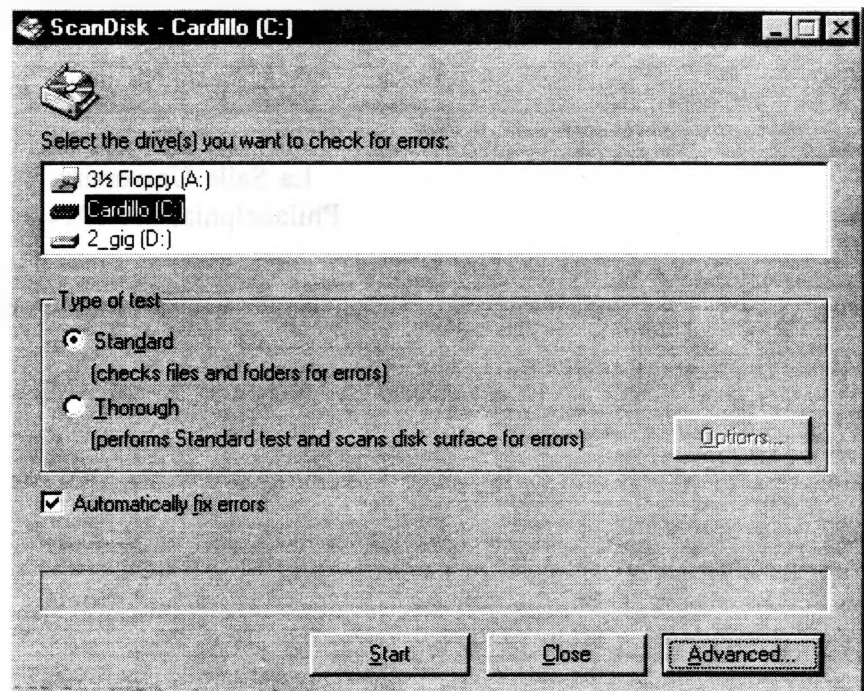 ScanDisk - Cardillo (C:)
Select the drive(s) you want to check for errors:
3½ Floppy (A:)
Cardillo (C:)
2_gig (D:)
Type of test
Standard
(checks files and folders for errors)
Thorough
(performs Standard test and scans disk surface for errors)
Options...
Automatically fix errors
Start
Close
Advanced...